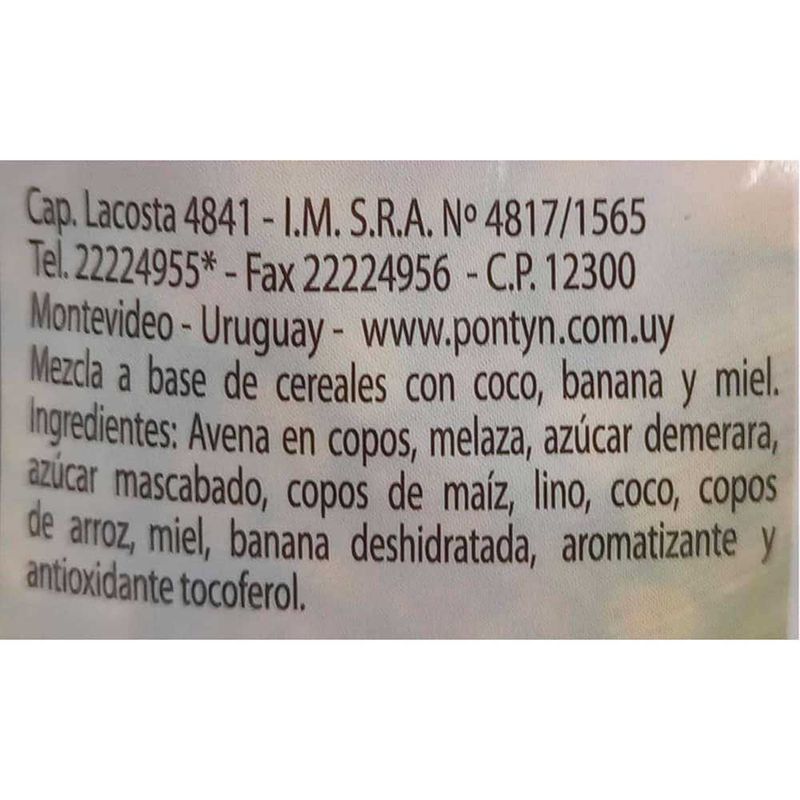 Cap. Lacosta 4841 - I.M. S.R.A. Nº 4817/1565
Tel. 22224955* - Fax 22224956 - C.P. 12300
Montevideo - Uruguay - www.pontyn.com.uy
Mezcla a base de cereales con coco, banana y miel.
Ingredientes: Avena en copos, melaza, azúcar demerara,
azúcar mascabado, copos de maíz, lino, coco, copos
de arroz, miel, banana deshidratada, aromatizante y
antioxidante tocoferol.